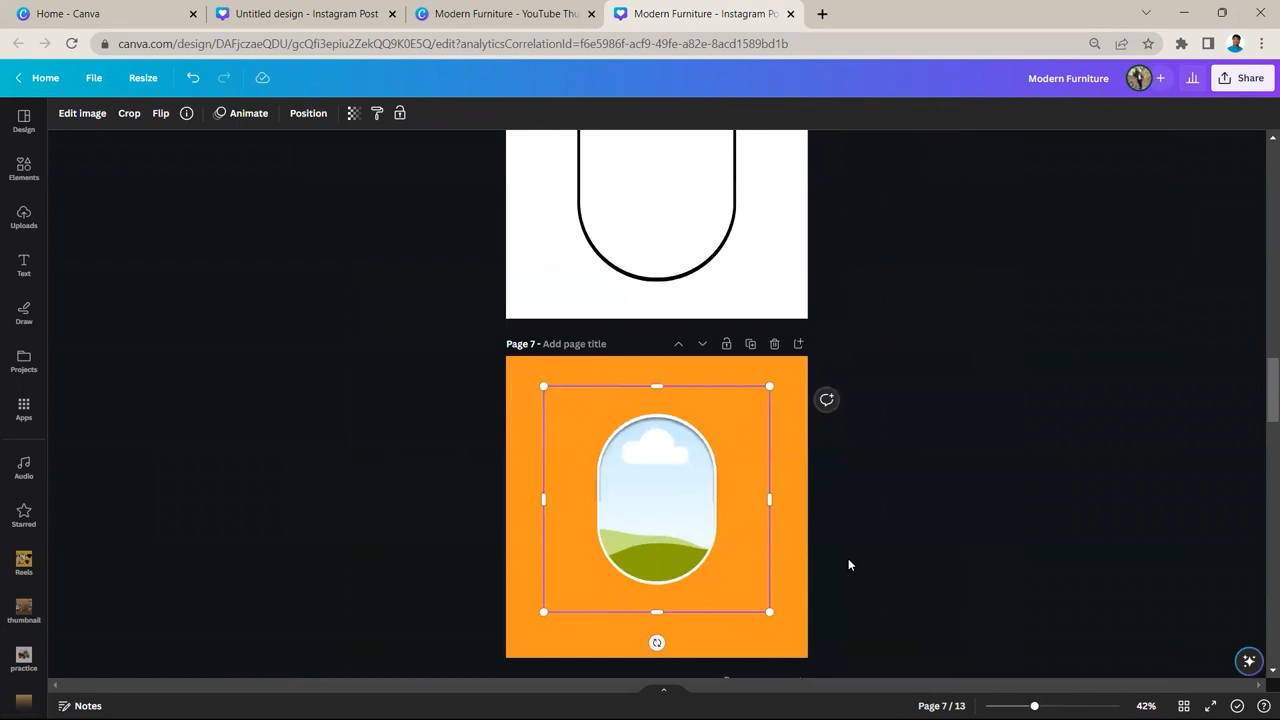 Home - Canva
Untitled design - Instagram Post
Modern Furniture - YouTube Thu
Modern Furniture - Instagram Po
canva.com/design/DAFjczaeQDU/gcQfi3epiu2ZekQQ9K0E5Q/edit?analyticsCorrelationId=f6e5986f-acf9-49fe-a82e-8acd1589bd1b
Home
File
Resize
Modern Furniture
Share
Edit image
Crop
Flip
Animate
Position
Design
Elements
Uploads
Text
Draw
Projects
Apps
Audio
Starred
Reels
thumbnail
practice
Page 7 - Add page title
Notes
Page 7 / 13
42%